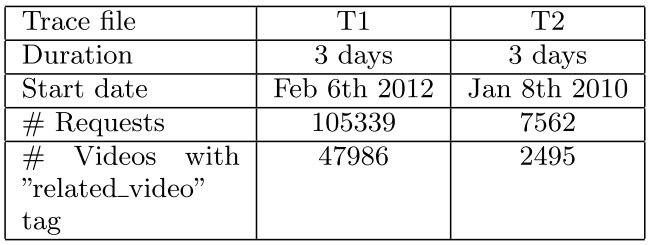 Trace file T1 T2
Duration 3 days 3 days
Start date Feb 6th 2012 Jan 8th 2010
# Requests 105339 7562
# Videos with 47986 2495
”related_video”
tag